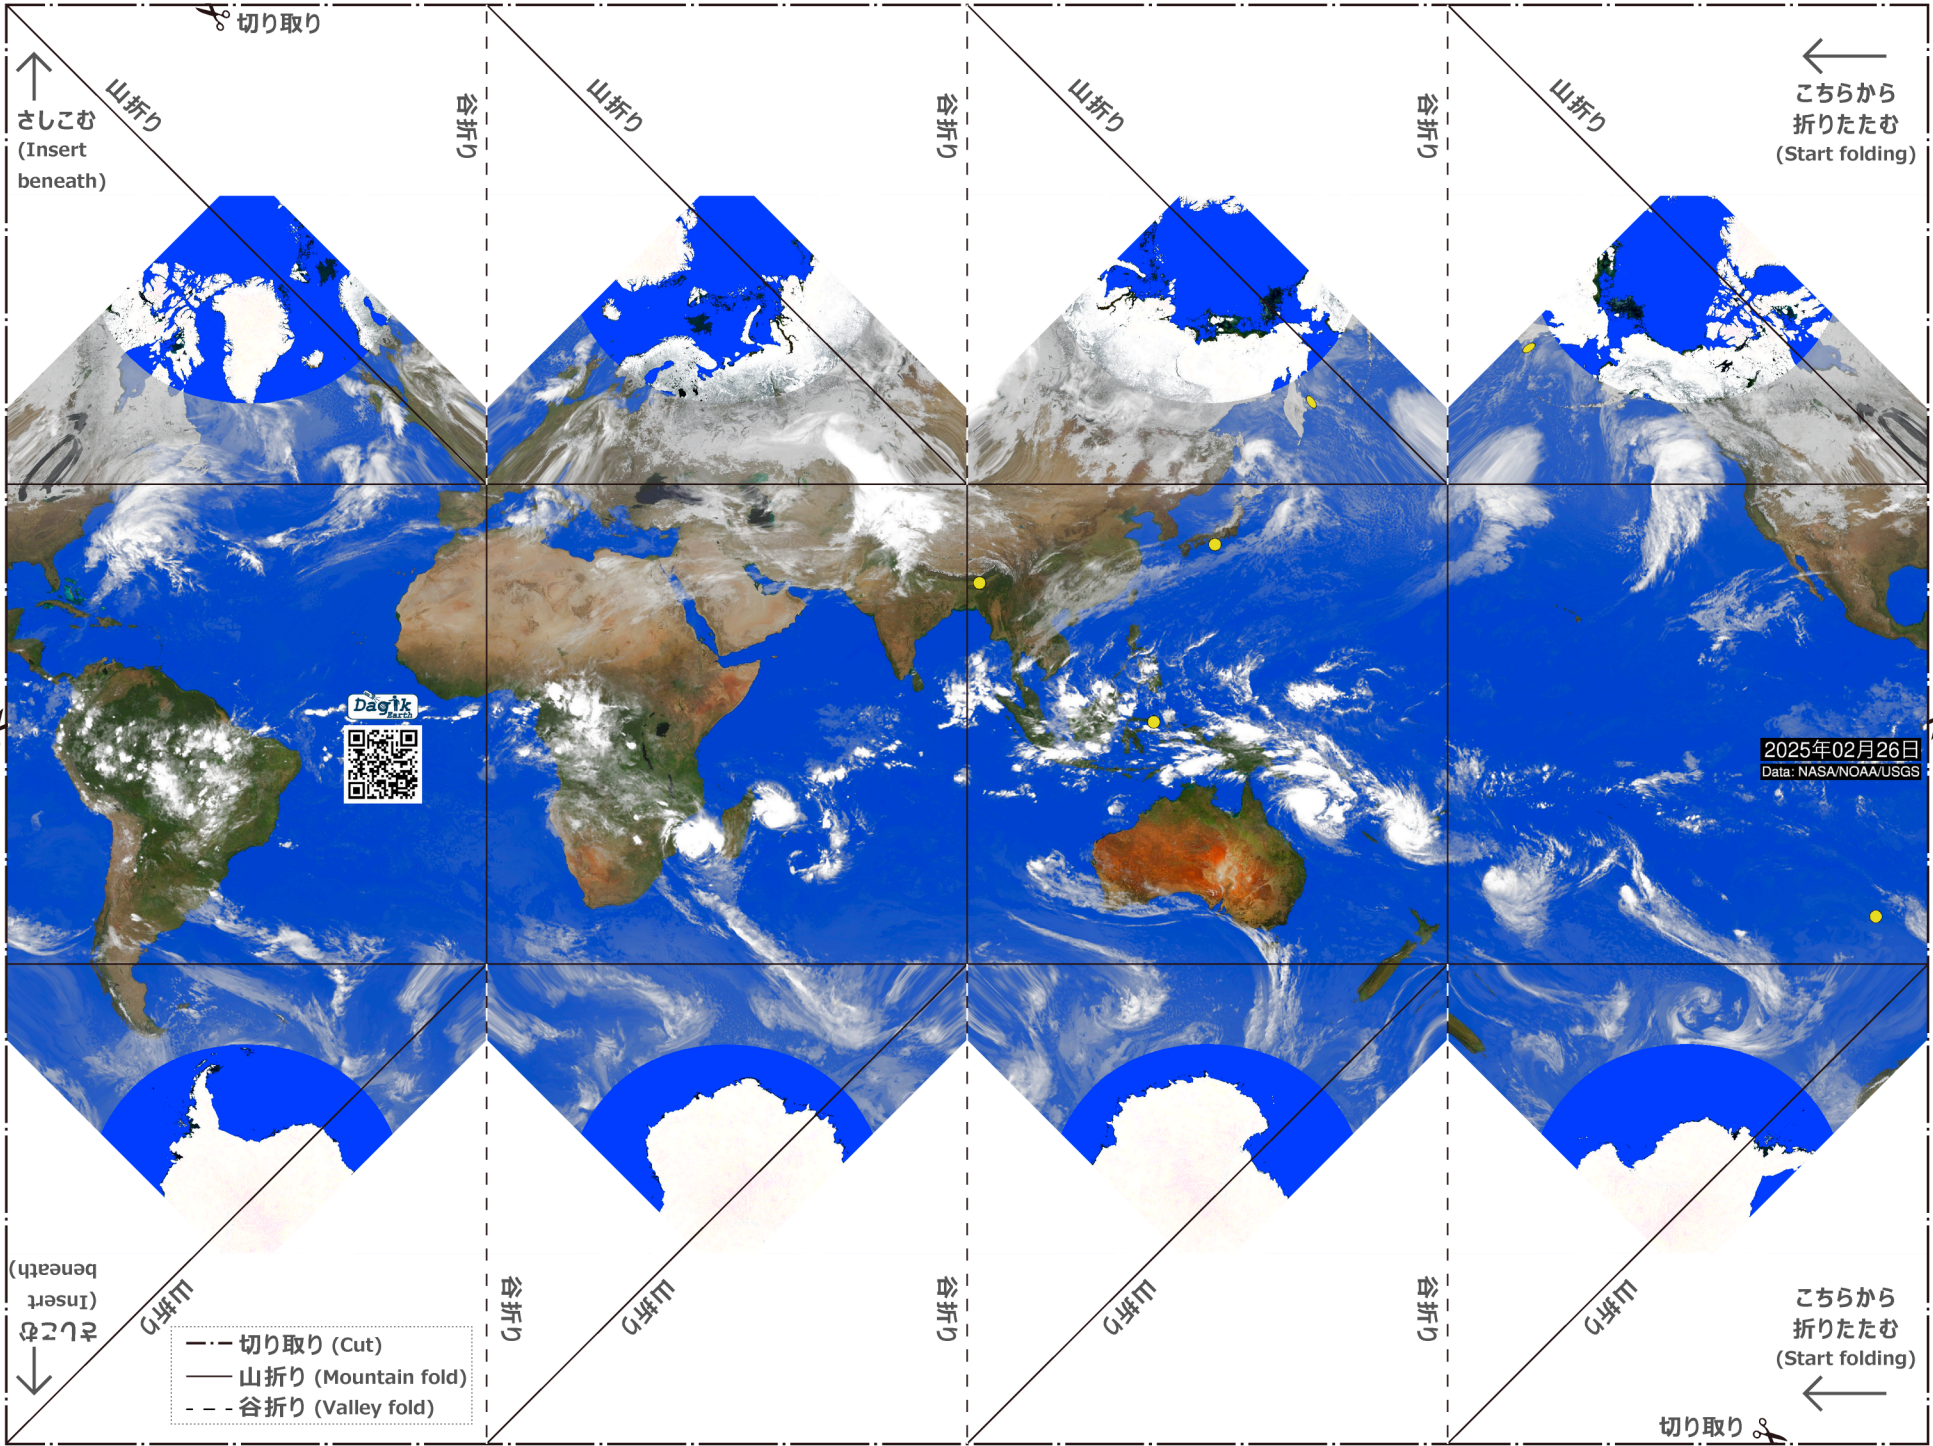 切り取り
山折り
谷折り
山折り
谷折り
山折り
谷折り
山折り
さしこむ
(Insert
beneath)
こちらから
折りたたむ
(Start folding)
Dagik
Earth
2025年02月26日
Data: NASA/NOAA/USGS
さしこむ
(Insert
beneath)
山折り
谷折り
山折り
谷折り
山折り
谷折り
山折り
こちらから
折りたたむ
(Start folding)
切り取り (Cut)
山折り (Mountain fold)
谷折り (Valley fold)
切り取り